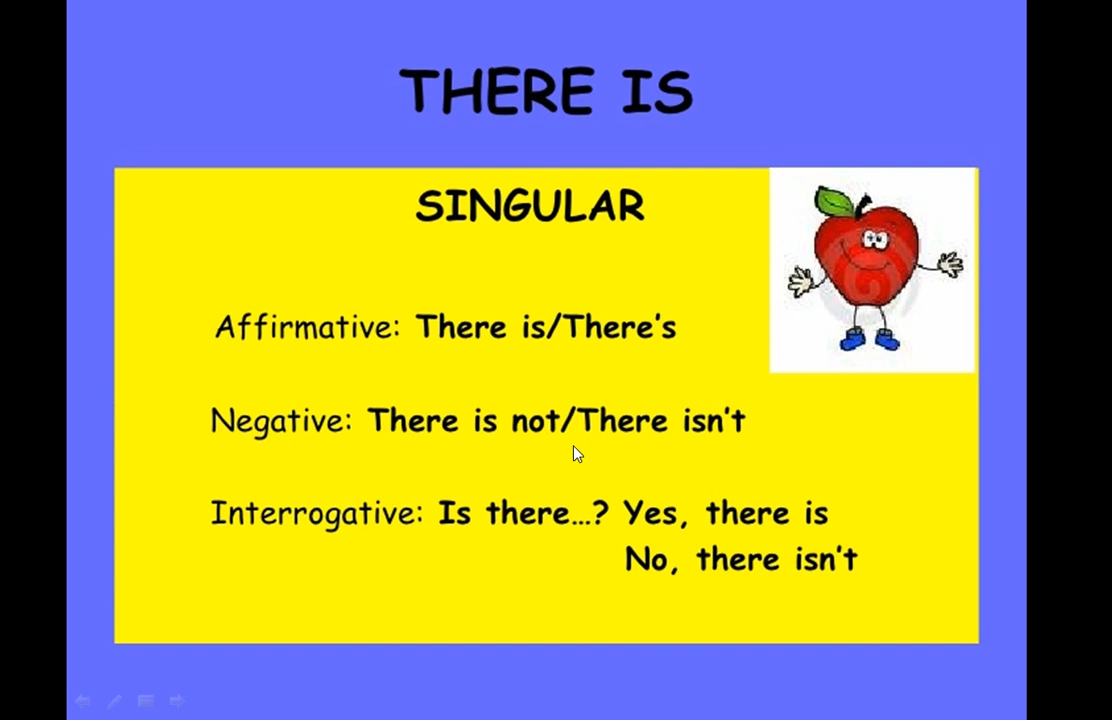 THERE IS
SINGULAR
Affirmative: There is/There's
Negative: There is not/There isn't
Interrogative: Is there...? Yes, there is
No, there isn't